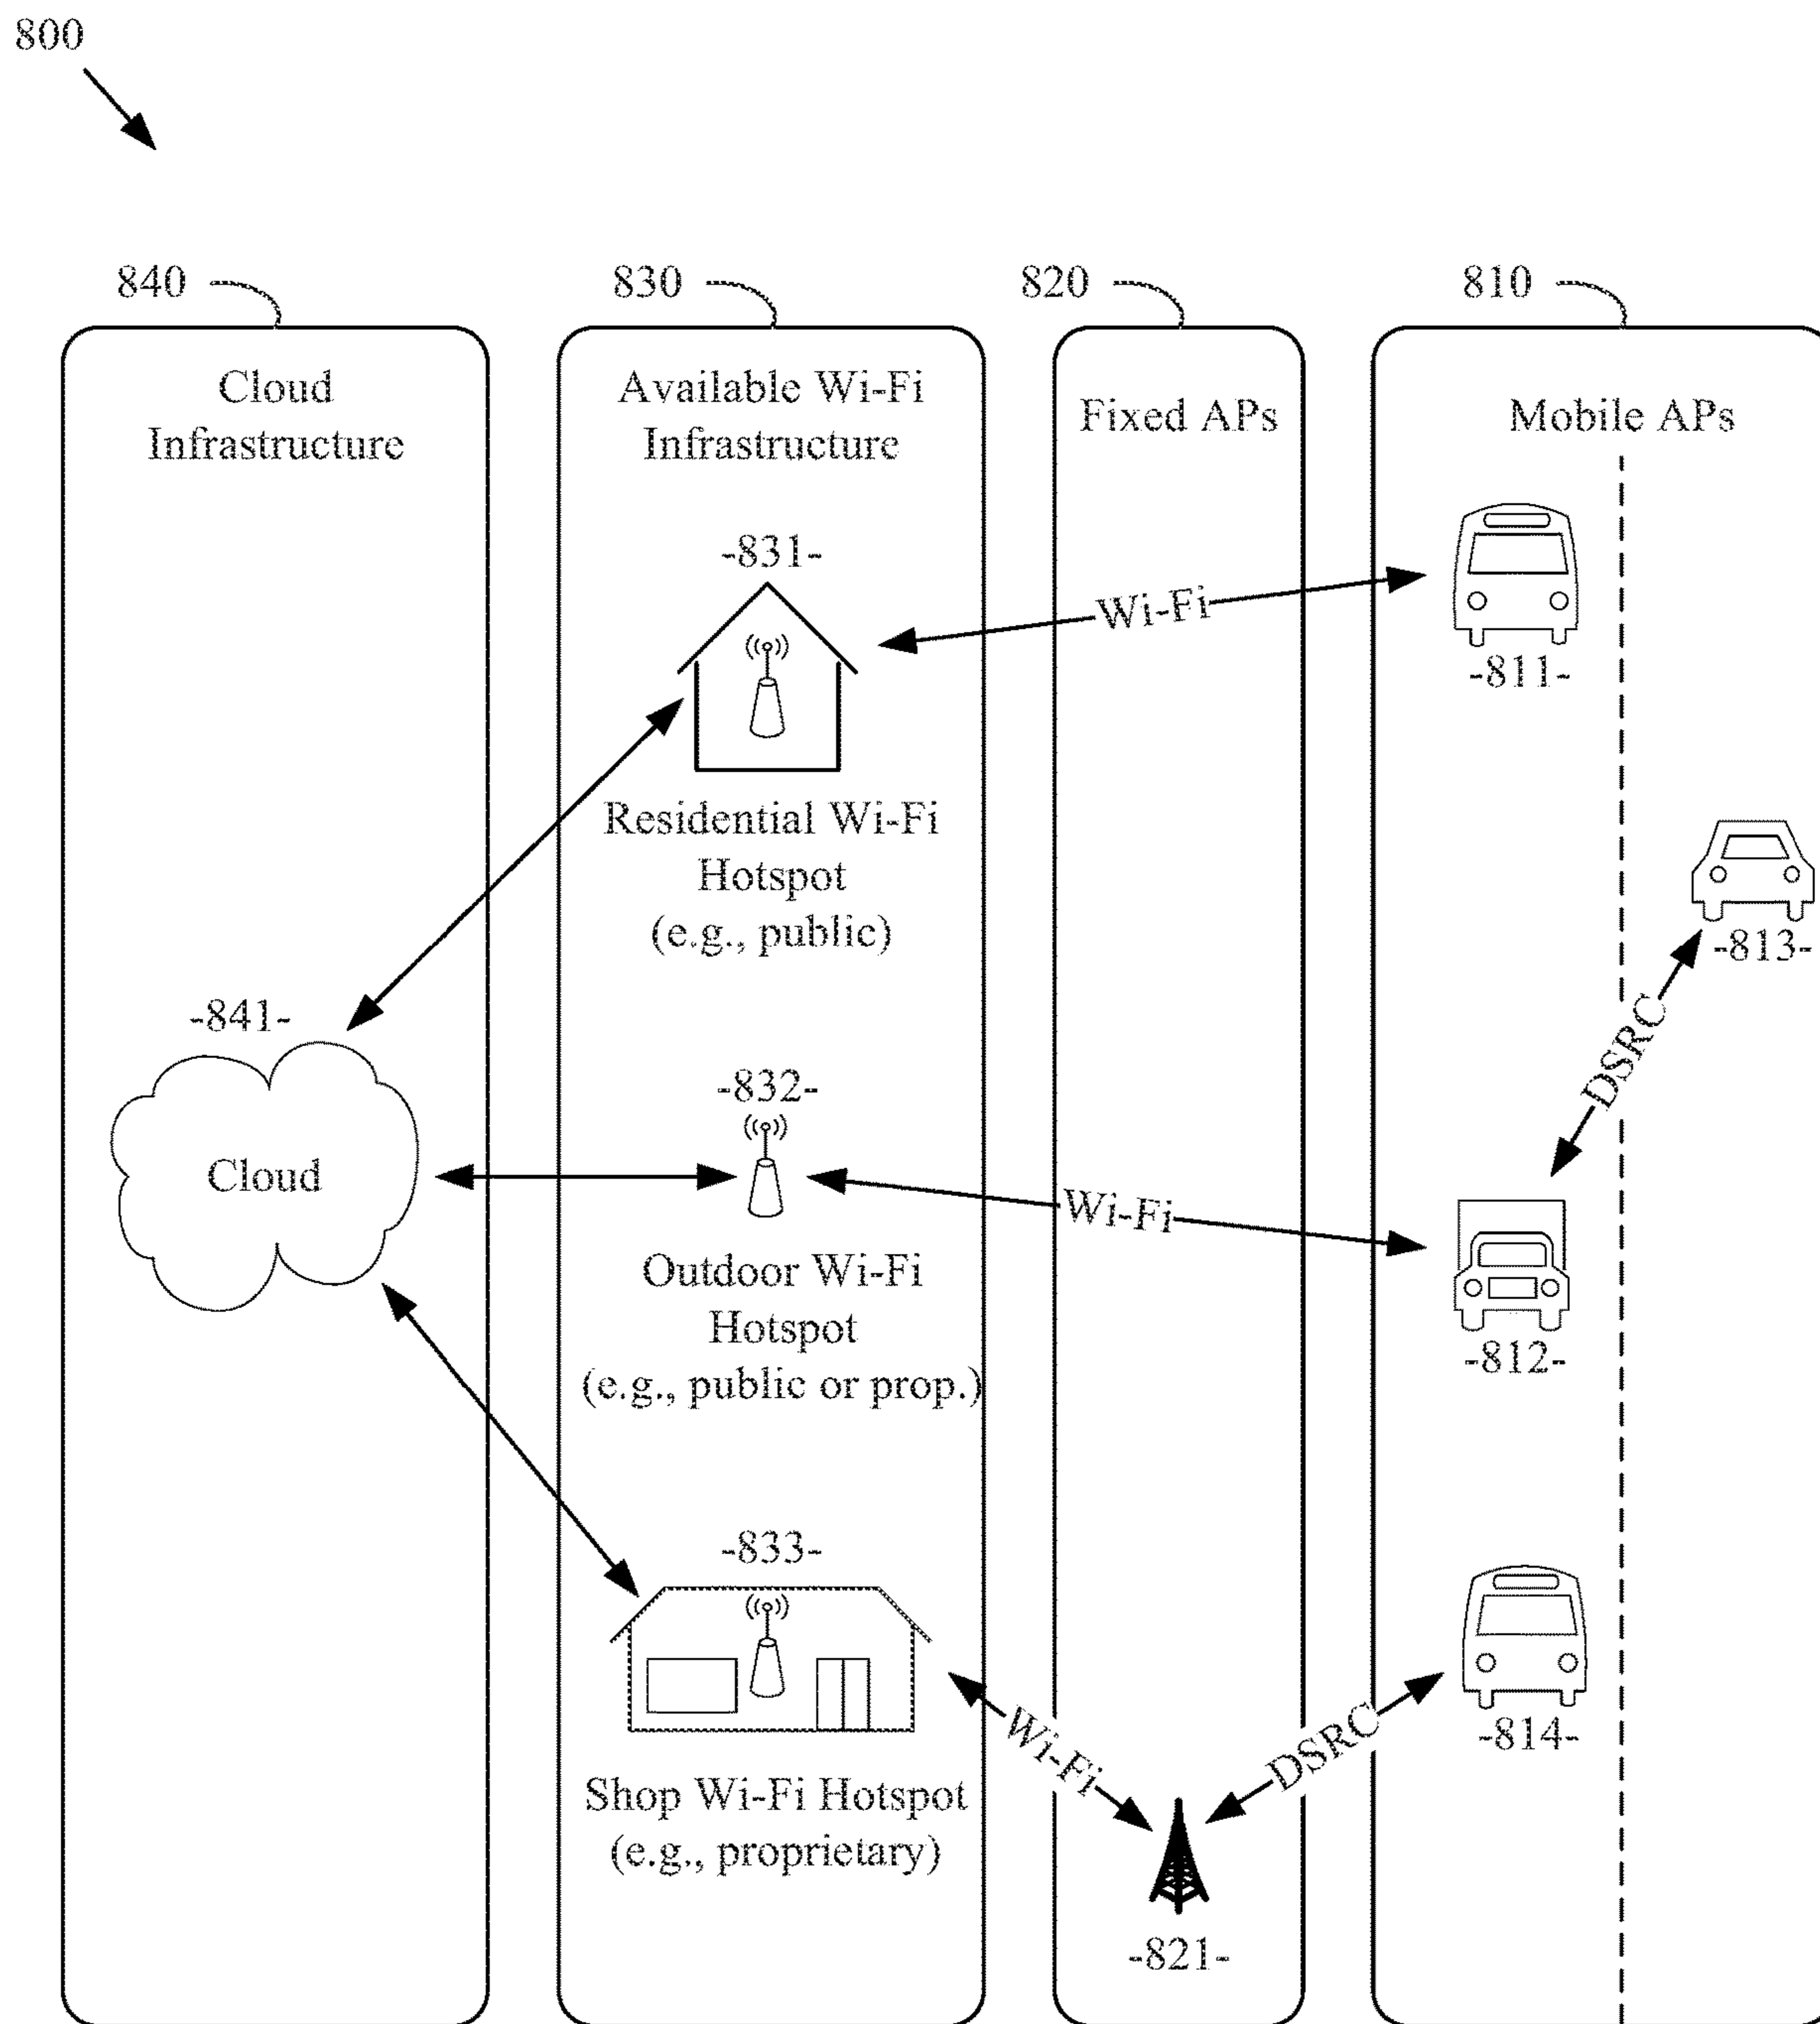 800
840
830
820
810
Cloud
Infrastructure
Available Wi-Fi
Infrastructure
Fixed APs
Mobile APs
-831-
Wi-Fi
-811-
Residential Wi-Fi
Hotspot
(e.g., public)
-813-
DSRC
-841-
Cloud
-832-
Wi-Fi
Outdoor Wi-Fi
Hotspot
(e.g., public or prop.)
-812-
-833-
Wi-Fi
DSRC
-814-
Shop Wi-Fi Hotspot
(e.g., proprietary)
-821-